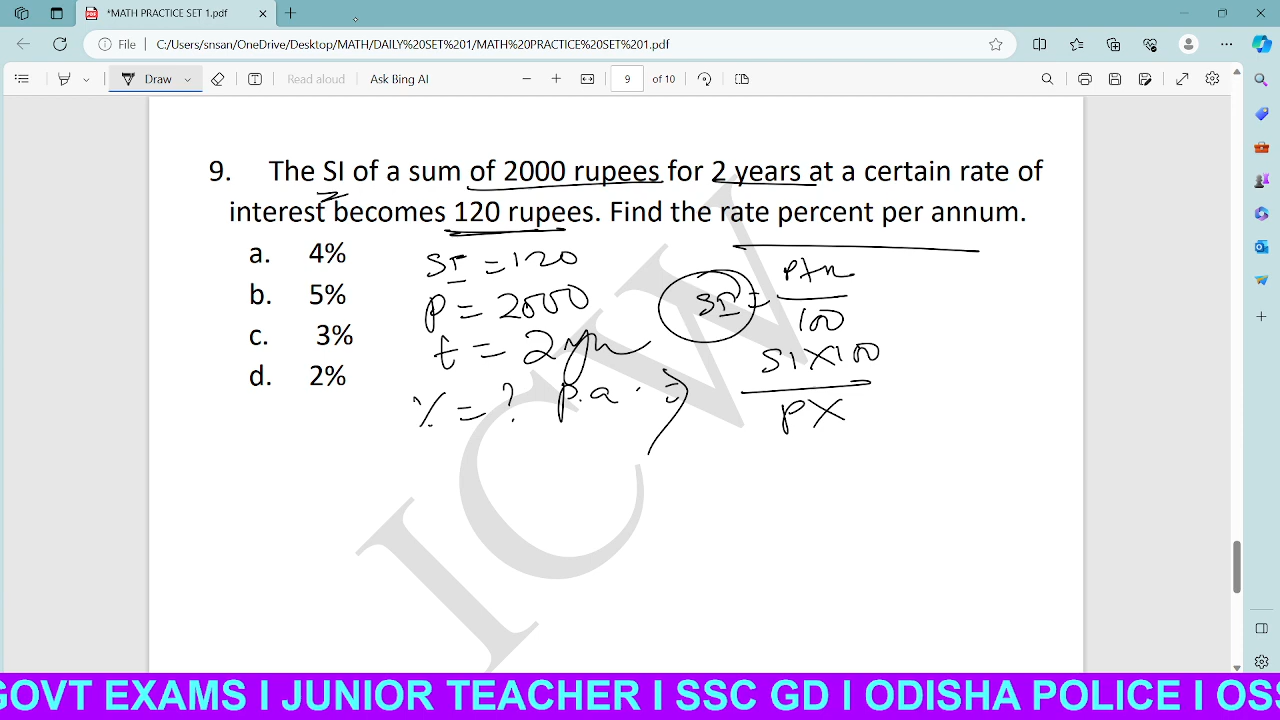 *MATH PRACTICE SET 1.pdf
File C:/Users/snsan/OneDrive/Desktop/MATH/DAILY%20SET%201/MATH%20PRACTICE%20SET%201.pdf
Draw Read aloud Ask Bing AI 9 of 10
9. The SI of a sum of 2000 rupees for 2 years at a certain rate of
interest becomes 120 rupees. Find the rate percent per annum.
a. 4%
b. 5%
c. 3%
d. 2%
SI = 120
P = 2000
t = 2 yr
% = ? p.a.
SI = ptr
100
⇒ SI X 100
PX
ICW
GOVT EXAMS I JUNIOR TEACHER I SSC GD I ODISHA POLICE I OSS